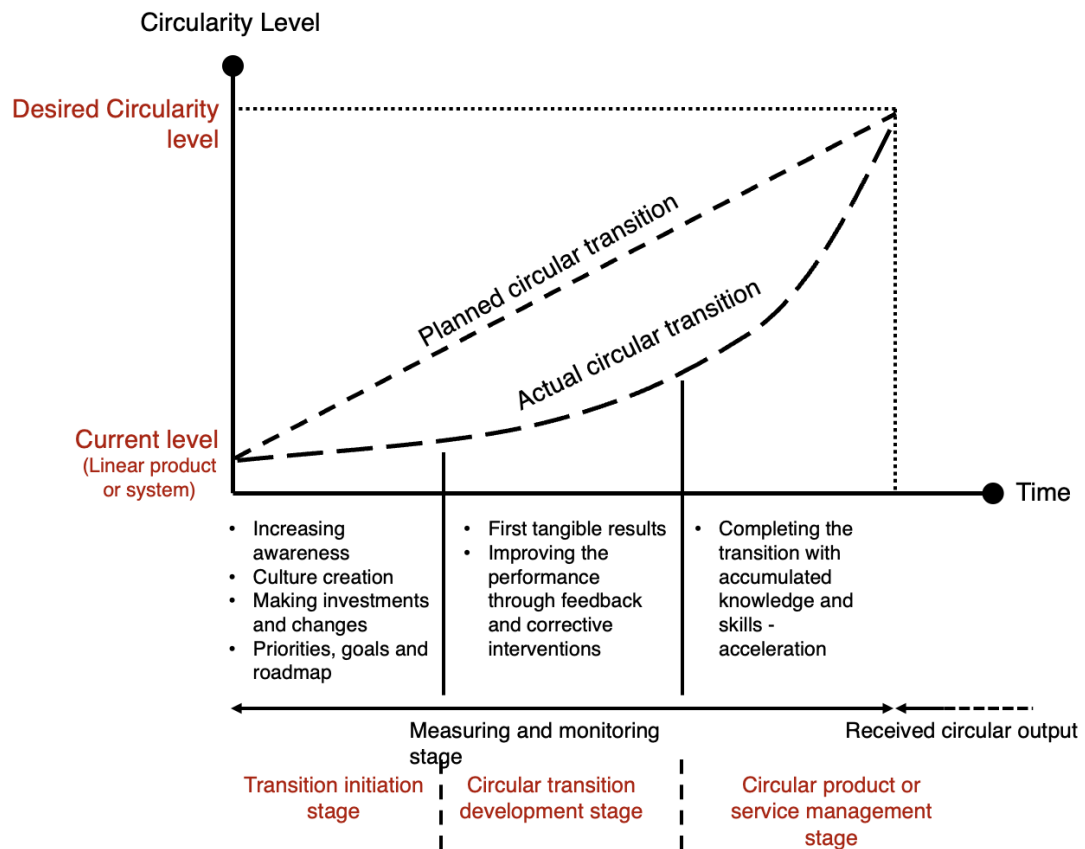 Circularity Level
Desired Circularity
level
Planned circular transition
Actual circular transition
Current level
(Linear product
or system)
Time
• Increasing
awareness
• Culture creation
• Making investments
and changes
• Priorities, goals and
roadmap
• First tangible results
• Improving the
performance
through feedback
and corrective
interventions
• Completing the
transition with
accumulated
knowledge and
skills -
acceleration
Measuring and monitoring
stage
Received circular output
Transition initiation
stage
Circular transition
development stage
Circular product or
service management
stage